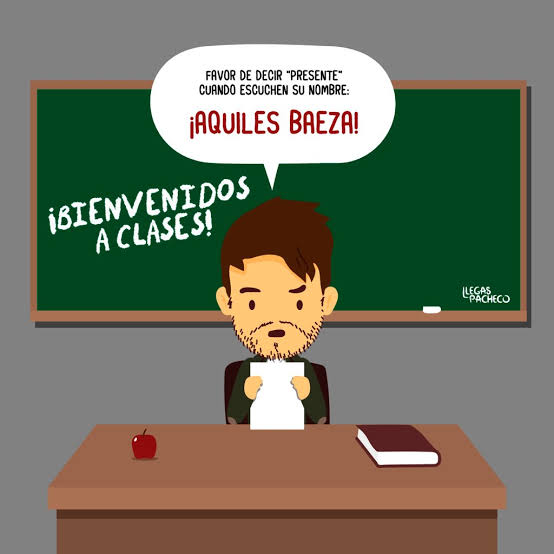 FAVOR DE DECIR "PRESENTE"
CUANDO ESCUCHEN SU NOMBRE:
¡AQUILES BAEZA!
¡BIENVENIDOS
A CLASES!
LLEGAS
PACHECO